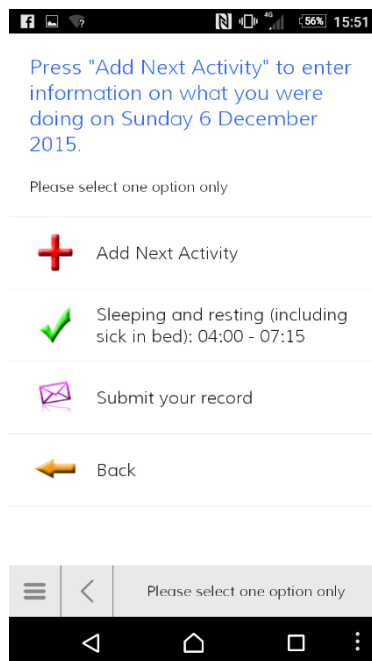 4G 56% 15:51
Press "Add Next Activity" to enter
information on what you were
doing on Sunday 6 December
2015.
Please select one option only
Add Next Activity
Sleeping and resting (including
sick in bed): 04:00 - 07:15
Submit your record
Back
Please select one option only